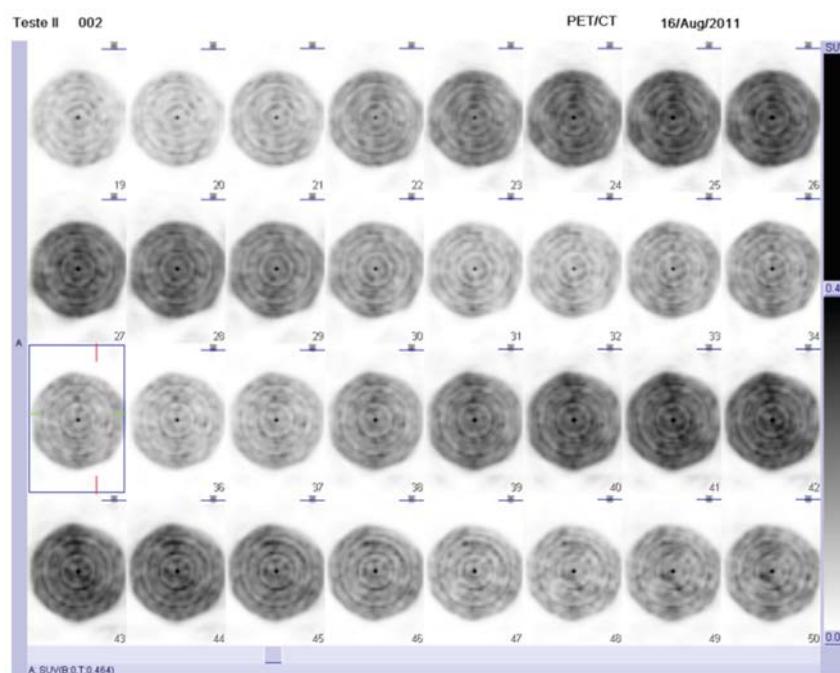 Teste II 002 PET/CT 16/Aug/2011
SU
19 20 21 22 23 24 25 26
0.4
27 28 29 30 31 32 33 34
A
36 37 38 39 40 41 42
43 44 45 46 47 48 49 50
0.0
A: SUV(B:0 T:0.464)